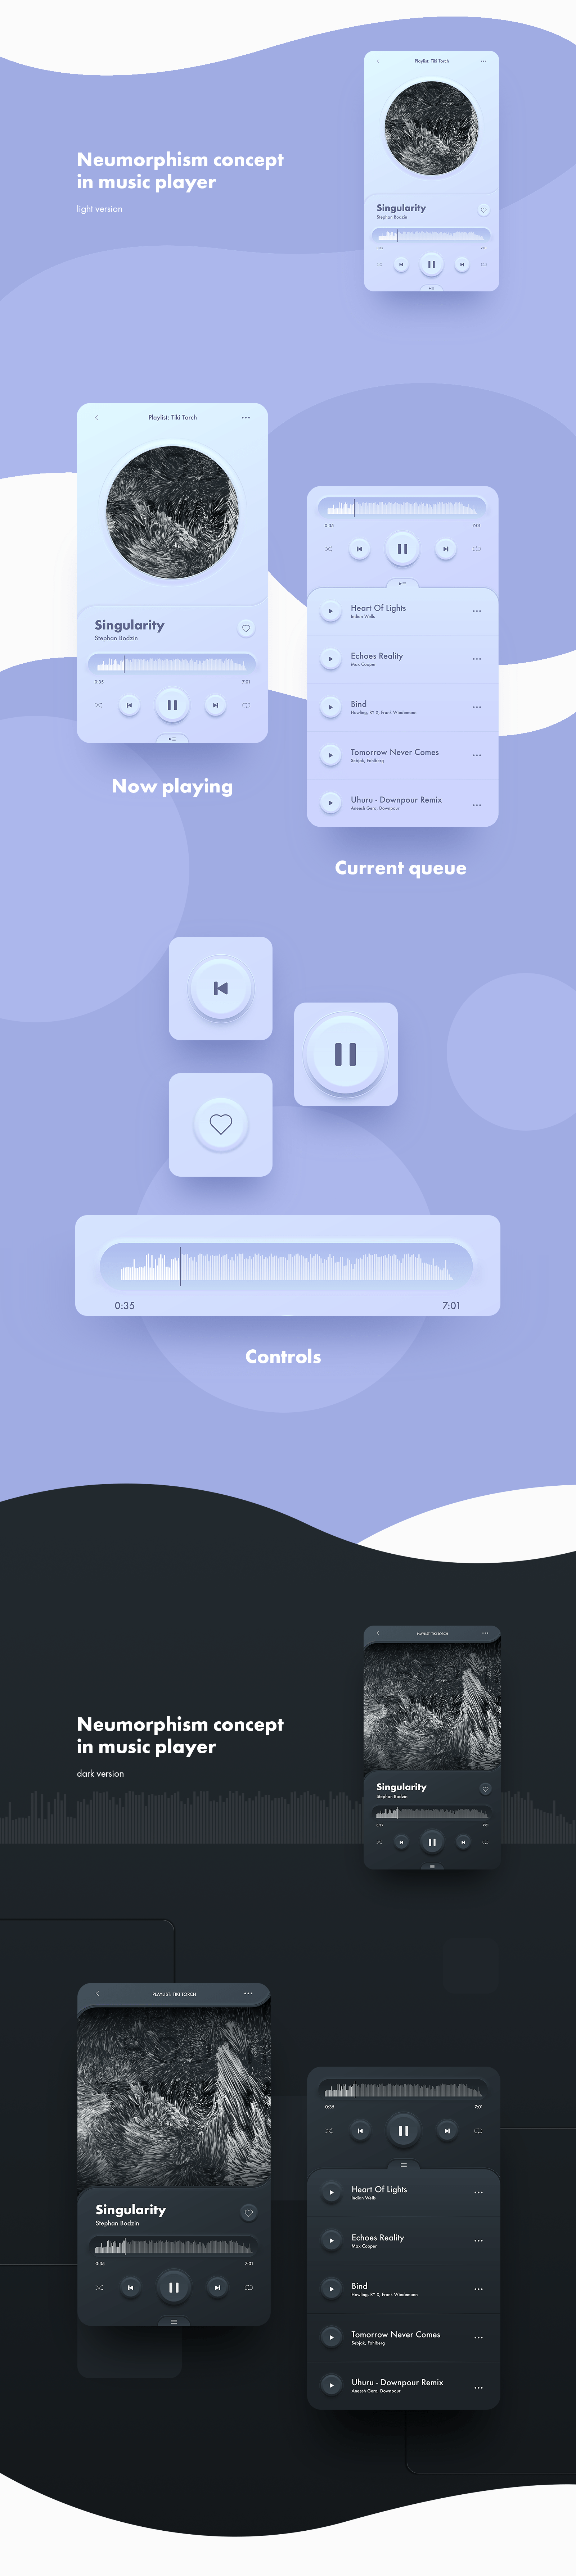 Playlist: Tiki Torch
Neumorphism concept
in music player
light version
Singularity
Stephan Bodzin
0:35
7:01
Playlist: Tiki Torch
Singularity
Stephan Bodzin
0:35
7:01
Now playing
0:35
7:01
Heart Of Lights
Indian Wells
Echoes Reality
Max Cooper
Bind
Howling, RY X, Frank Wiedemann
Tomorrow Never Comes
Sebjak, Fahlberg
Uhuru - Downpour Remix
Aneesh Gera, Downpour
Current queue
0:35
7:01
Controls
PLAYLIST: TIKI TORCH
Neumorphism concept
in music player
dark version
Singularity
Stephan Bodzin
0:35
7:01
PLAYLIST: TIKI TORCH
Singularity
Stephan Bodzin
0:35
7:01
0:35
7:01
Heart Of Lights
Indian Wells
Echoes Reality
Max Cooper
Bind
Howling, RY X, Frank Wiedemann
Tomorrow Never Comes
Sebjak, Fahlberg
Uhuru - Downpour Remix
Aneesh Gera, Downpour